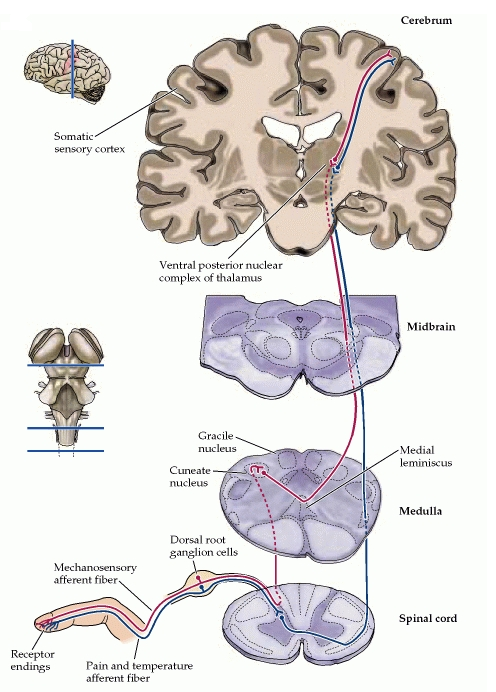 Cerebrum
Somatic
sensory cortex
Ventral posterior nuclear
complex of thalamus
Midbrain
Gracile
nucleus
Cuneate
nucleus
Medial
leminiscus
Medulla
Dorsal root
ganglion cells
Mechanosensory
afferent fiber
Spinal cord
Receptor
endings
Pain and temperature
afferent fiber